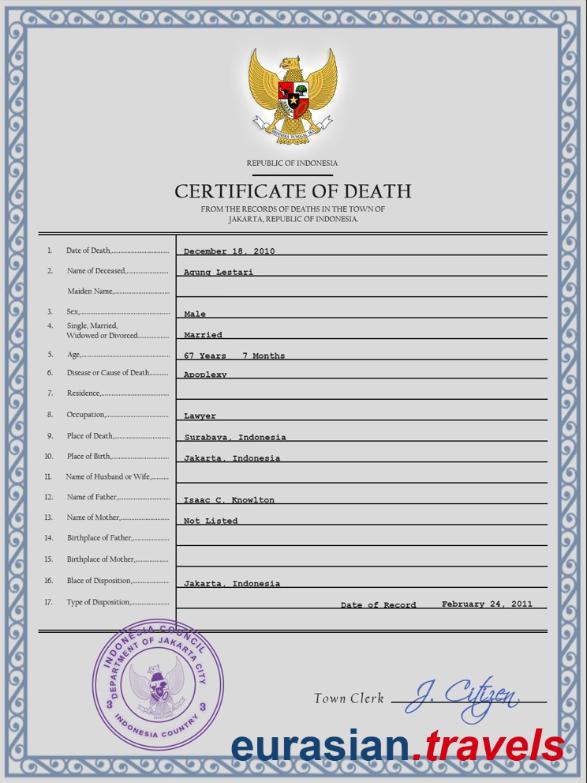 REPUBLIC OF INDONESIA
CERTIFICATE OF DEATH
FROM THE RECORDS OF DEATHS IN THE TOWN OF
JAKARTA, REPUBLIC OF INDONESIA.
1. Date of Death,.............................. December 18, 2010
2. Name of Deceased,.................... Agung Lestari
Maiden Name,..........................
3. Sex,............................................. Male
4. Single, Married,
Widowed or Divorced................ Married
5. Age,............................................ 67 Years 7 Months
6. Disease or Cause of Death.......... Apoplexy
7. Residence,..................................
8. Occupation,............................... Lawyer
9. Place of Death,........................... Surabaya, Indonesia
10. Place of Birth,............................ Jakarta, Indonesia
11. Name of Husband or Wife,........
12. Name of Father,......................... Isaac C. Knowlton
13. Name of Mother,....................... Not Listed
14. Birthplace of Father,..................
15. Birthplace of Mother,.................
16. Blace of Disposition,.................. Jakarta, Indonesia
17. Type of Disposition,.................. Date of Record February 24, 2011
INDONESIA COUNCIL
DEPARTMENT OF JAKARTA CITY
3 3
INDONESIA COUNTRY
Town Clerk J. Citizen
eurasian.travels